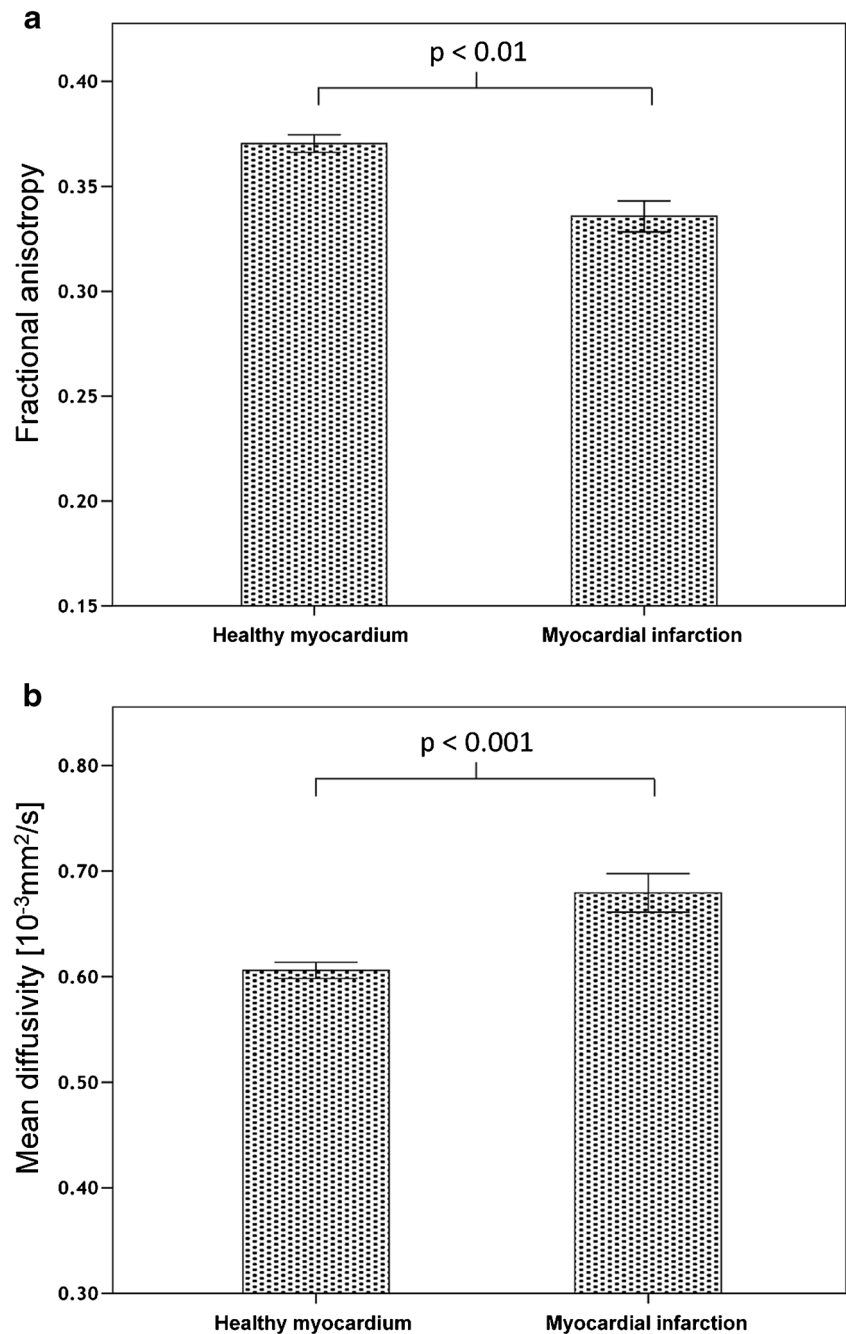 a
p < 0.01
Fractional anisotropy
0.40
0.35
0.30
0.25
0.20
0.15
Healthy myocardium
Myocardial infarction
b
p < 0.001
Mean diffusivity [10⁻³mm²/s]
0.80
0.70
0.60
0.50
0.40
0.30
Healthy myocardium
Myocardial infarction